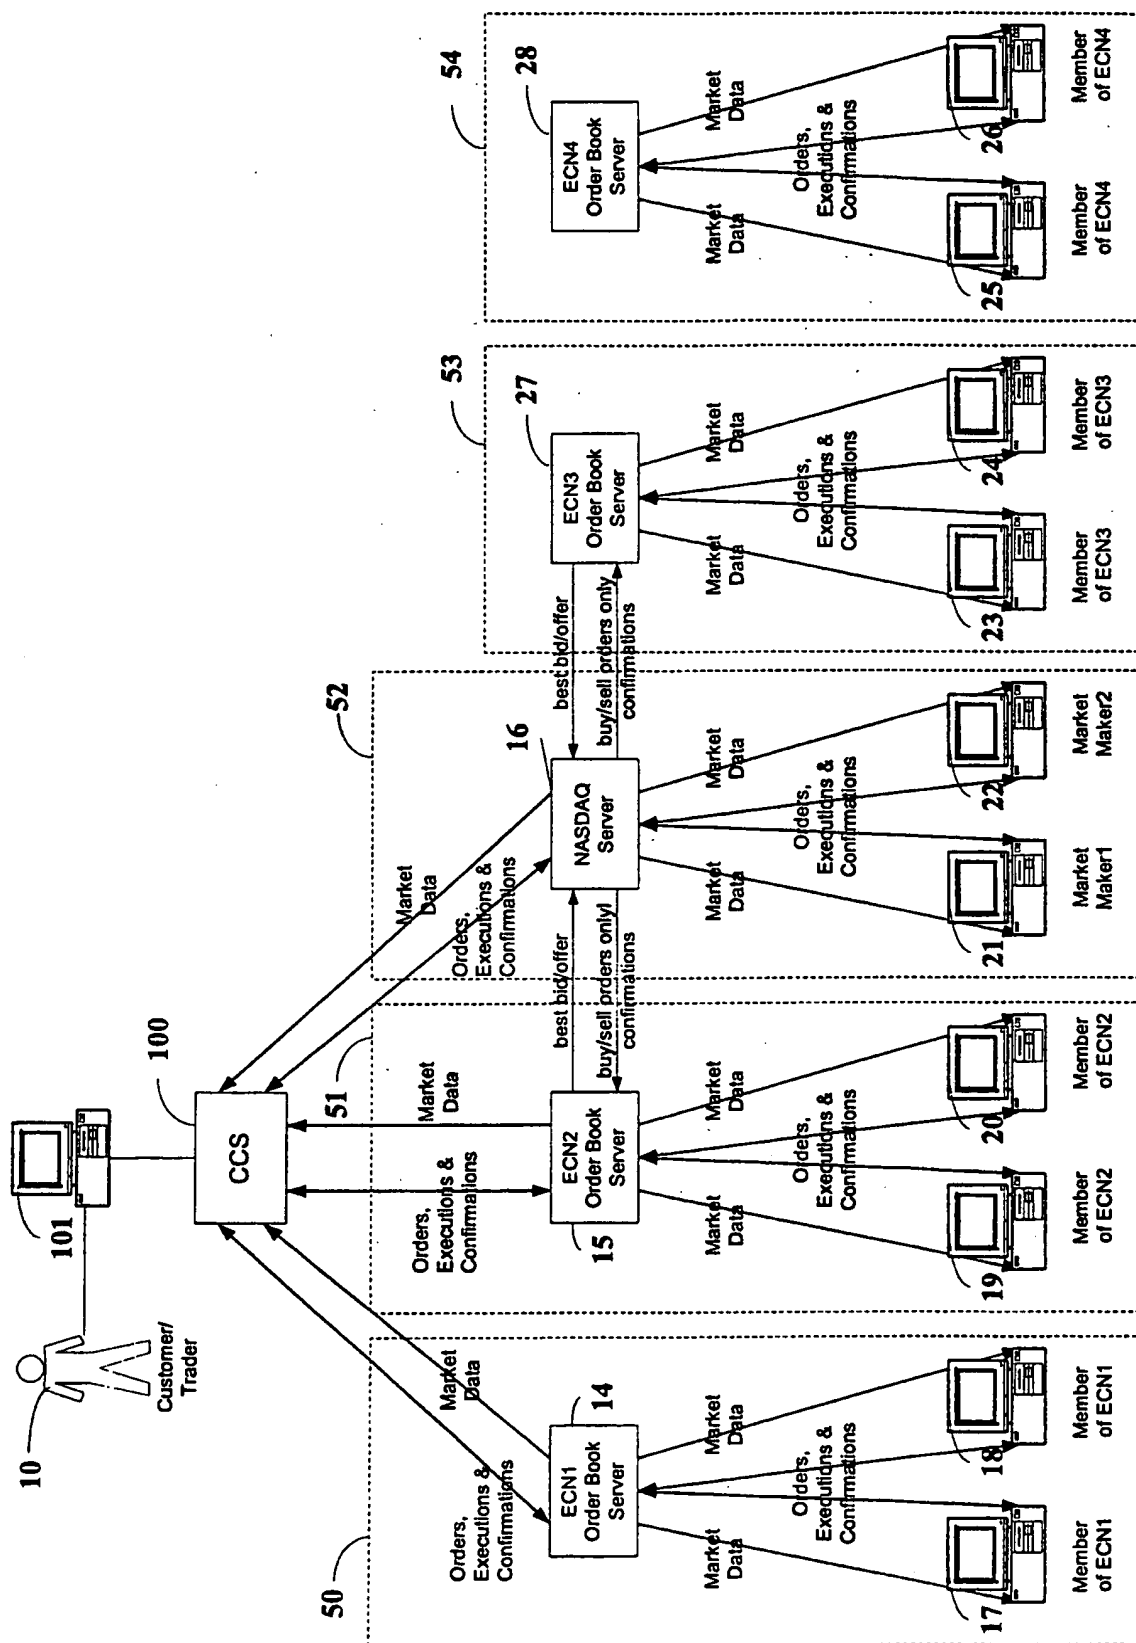 10
Customer/
Trader
101
CCS
100
50
51
52
53
54
Orders,
Executions &
Confirmations
Market
Data
Orders,
Executions &
Confirmations
Market
Data
Orders,
Executions &
Confirmations
Market
Data
ECN1
Order Book
Server
14
ECN2
Order Book
Server
15
best bid/offer
buy/sell orders only
confirmations
NASDAQ
Server
16
best bid/offer
buy/sell orders only
confirmations
ECN3
Order Book
Server
27
ECN4
Order Book
Server
28
Market
Data
Orders,
Executions &
Confirmations
Market
Data
Market
Data
Orders,
Executions &
Confirmations
Market
Data
Market
Data
Orders,
Executions &
Confirmations
Market
Data
Market
Data
Orders,
Executions &
Confirmations
Market
Data
Market
Data
Orders,
Executions &
Confirmations
Market
Data
17
18
19
20
21
22
23
24
25
26
Member
of ECN1
Member
of ECN1
Member
of ECN2
Member
of ECN2
Market
Maker1
Market
Maker2
Member
of ECN3
Member
of ECN3
Member
of ECN4
Member
of ECN4